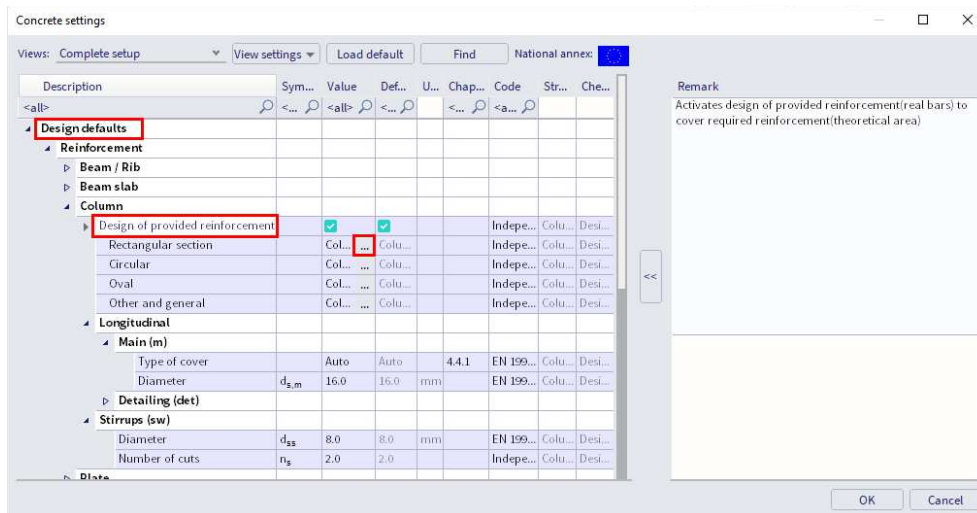 Concrete settings
Views: Complete setup View settings Load default Find National annex:
Description Sym... Value Def... U... Chap... Code Str... Che...
<all> <... <all> <... <... <a...
Design defaults
Reinforcement
Beam / Rib
Beam slab
Column
Design of provided reinforcement Indepe... Colu... Desi...
Rectangular section Col... ... Colu... Indepe... Colu... Desi...
Circular Col... ... Colu... Indepe... Colu... Desi...
Oval Col... ... Colu... Indepe... Colu... Desi...
Other and general Col... ... Colu... Indepe... Colu... Desi...
Longitudinal
Main (m)
Type of cover Auto Auto 4.4.1 EN 199... Colu... Desi...
Diameter ds,m 16.0 16.0 mm EN 199... Colu... Desi...
Detailing (det)
Stirrups (sw)
Diameter dss 8.0 8.0 mm EN 199... Colu... Desi...
Number of cuts ns 2.0 2.0 Indepe... Colu... Desi...
Plate
<<
Remark
Activates design of provided reinforcement(real bars) to
cover required reinforcement(theoretical area)
OK Cancel